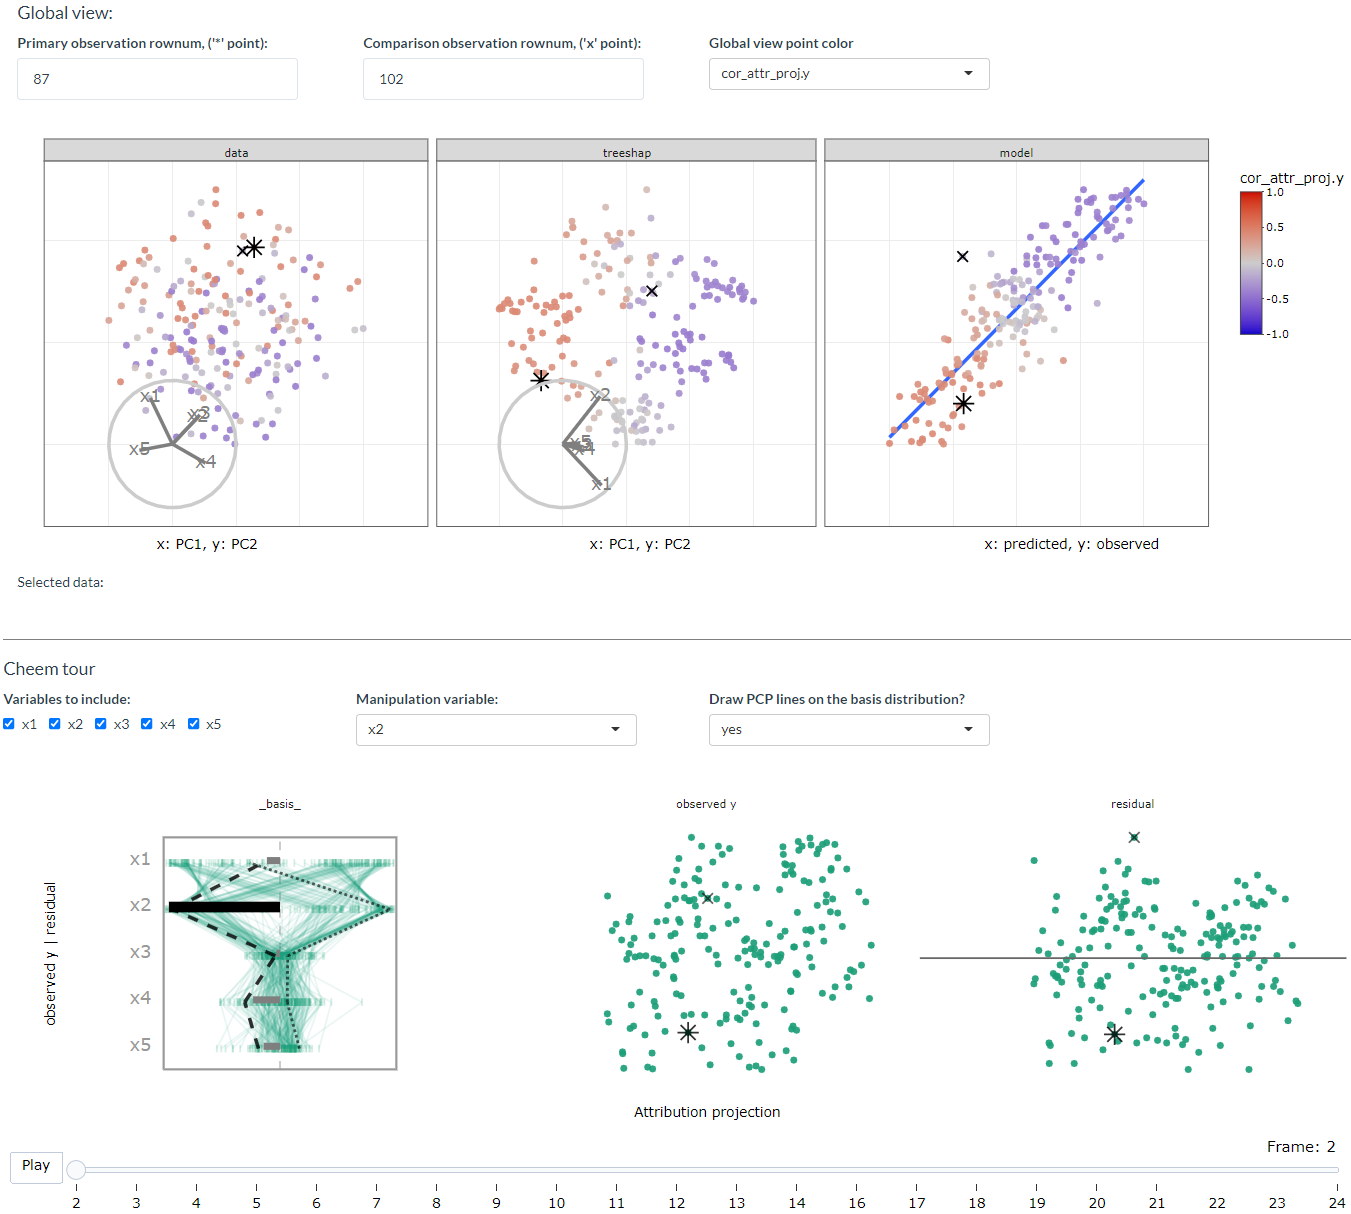 Global view:
Primary observation rownum, ('*' point):
Comparison observation rownum, ('x' point):
Global view point color
87
102
cor_attr_proj.y
data
treeshap
model
cor_attr_proj.y
1.0
0.5
0.0
-0.5
-1.0
x1
x3
x2
x5
x4
x2
x5
x4
x1
x: PC1, y: PC2
x: PC1, y: PC2
x: predicted, y: observed
Selected data:
Cheem tour
Variables to include:
Manipulation variable:
Draw PCP lines on the basis distribution?
x1 x2 x3 x4 x5
x2
yes
_basis_
observed y
residual
x1
x2
x3
x4
x5
observed y | residual
Attribution projection
Frame: 2
Play
2 3 4 5 6 7 8 9 10 11 12 13 14 15 16 17 18 19 20 21 22 23 24